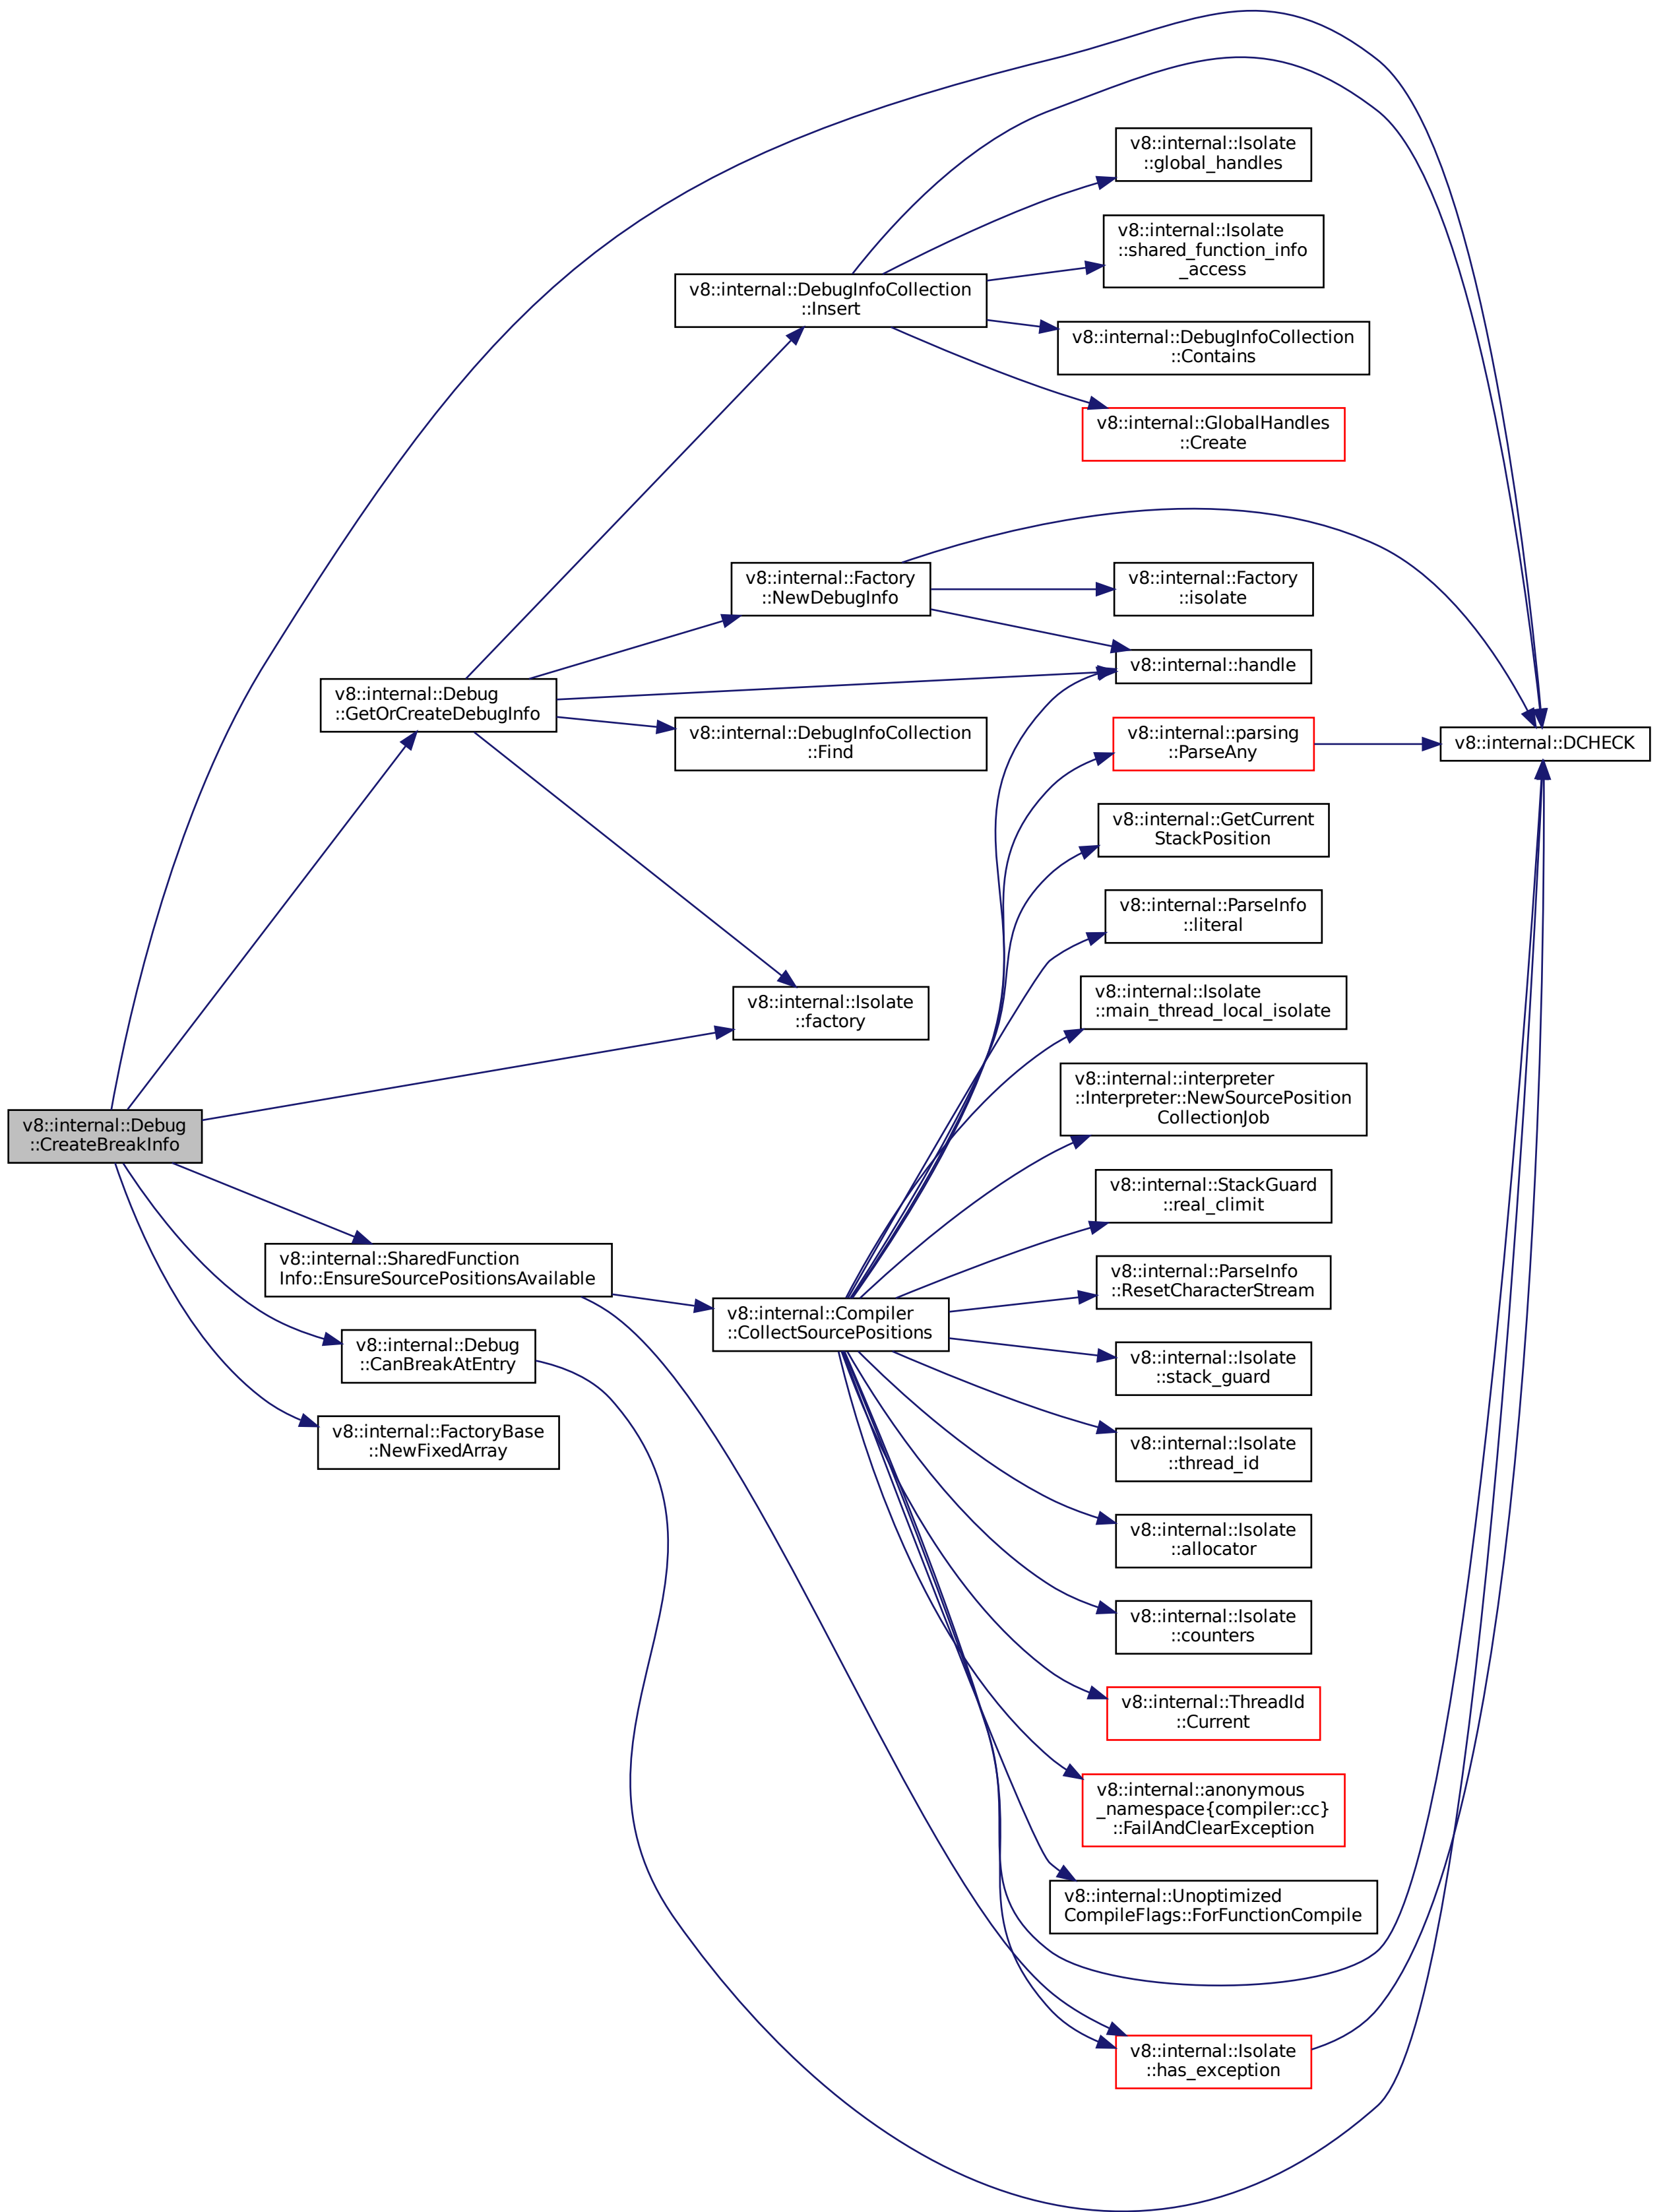 v8::internal::Isolate
::global_handles
v8::internal::Isolate
::shared_function_info
_access
v8::internal::DebugInfoCollection
::Insert
v8::internal::DebugInfoCollection
::Contains
v8::internal::GlobalHandles
::Create
v8::internal::Factory
::NewDebugInfo
v8::internal::Factory
::isolate
v8::internal::handle
v8::internal::Debug
::GetOrCreateDebugInfo
v8::internal::DebugInfoCollection
::Find
v8::internal::parsing
::ParseAny
v8::internal::DCHECK
v8::internal::GetCurrent
StackPosition
v8::internal::ParseInfo
::literal
v8::internal::Isolate
::factory
v8::internal::Isolate
::main_thread_local_isolate
v8::internal::interpreter
::Interpreter::NewSourcePosition
CollectionJob
v8::internal::Debug
::CreateBreakInfo
v8::internal::StackGuard
::real_climit
v8::internal::SharedFunction
Info::EnsureSourcePositionsAvailable
v8::internal::ParseInfo
::ResetCharacterStream
v8::internal::Compiler
::CollectSourcePositions
v8::internal::Debug
::CanBreakAtEntry
v8::internal::Isolate
::stack_guard
v8::internal::FactoryBase
::NewFixedArray
v8::internal::Isolate
::thread_id
v8::internal::Isolate
::allocator
v8::internal::Isolate
::counters
v8::internal::ThreadId
::Current
v8::internal::anonymous
_namespace{compiler::cc}
::FailAndClearException
v8::internal::Unoptimized
CompileFlags::ForFunctionCompile
v8::internal::Isolate
::has_exception